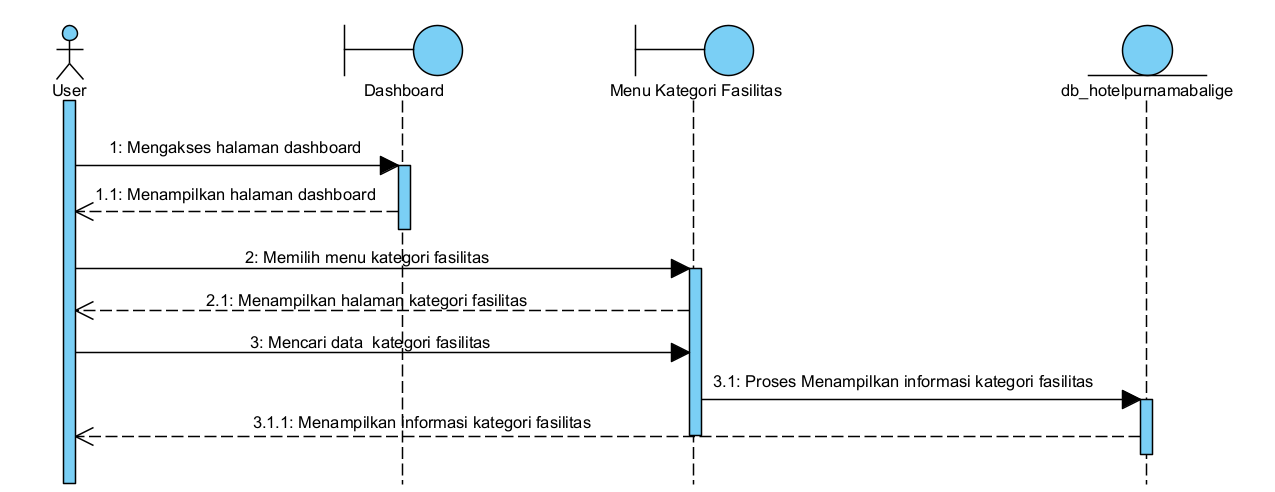 User
Dashboard
Menu Kategori Fasilitas
db_hotelpurnamabalige
1: Mengakses halaman dashboard
1.1: Menampilkan halaman dashboard
2: Memilih menu kategori fasilitas
2.1: Menampilkan halaman kategori fasilitas
3: Mencari data  kategori fasilitas
3.1: Proses Menampilkan informasi kategori fasilitas
3.1.1: Menampilkan informasi kategori fasilitas